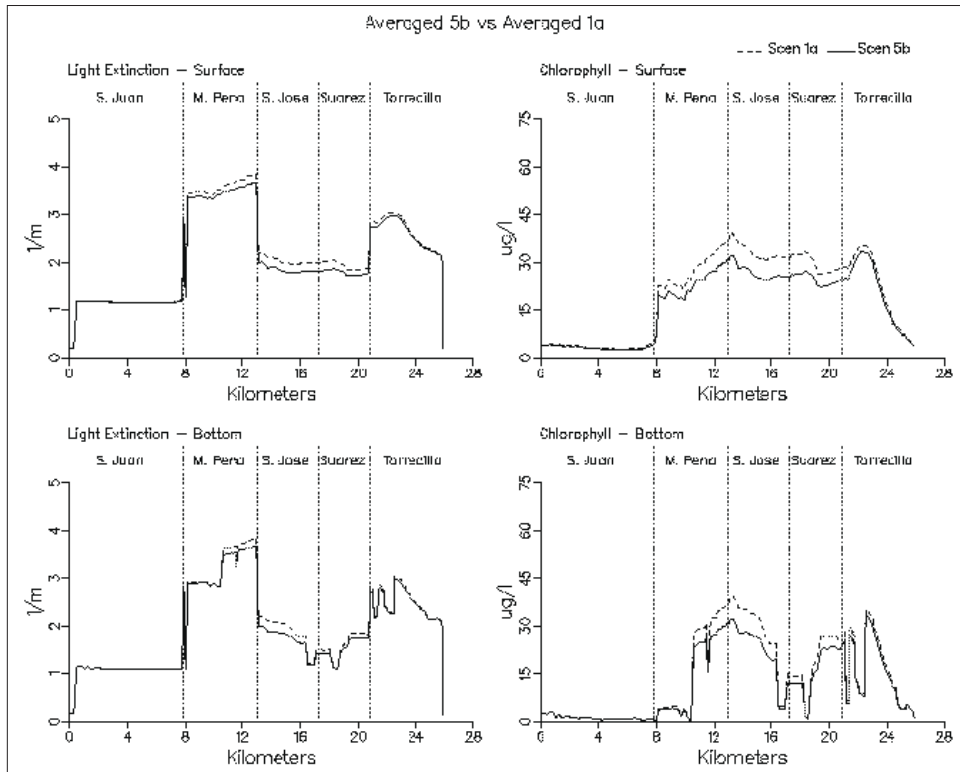 Averaged 5b vs Averaged 1a
Scen 1a Scen 5b
Light Extinction – Surface
S. Juan M. Pena S. Jose Suarez Torrecilla
5
4
3
2
1
0
1/m
0 4 8 12 16 20 24 28
Kilometers
Chlorophyll – Surface
S. Juan M. Pena S. Jose Suarez Torrecilla
75
60
45
30
15
0
ug/l
0 4 8 12 16 20 24 28
Kilometers
Light Extinction – Bottom
S. Juan M. Pena S. Jose Suarez Torrecilla
5
4
3
2
1
0
1/m
0 4 8 12 16 20 24 28
Kilometers
Chlorophyll – Bottom
S. Juan M. Pena S. Jose Suarez Torrecilla
75
60
45
30
15
0
ug/l
0 4 8 12 16 20 24 28
Kilometers